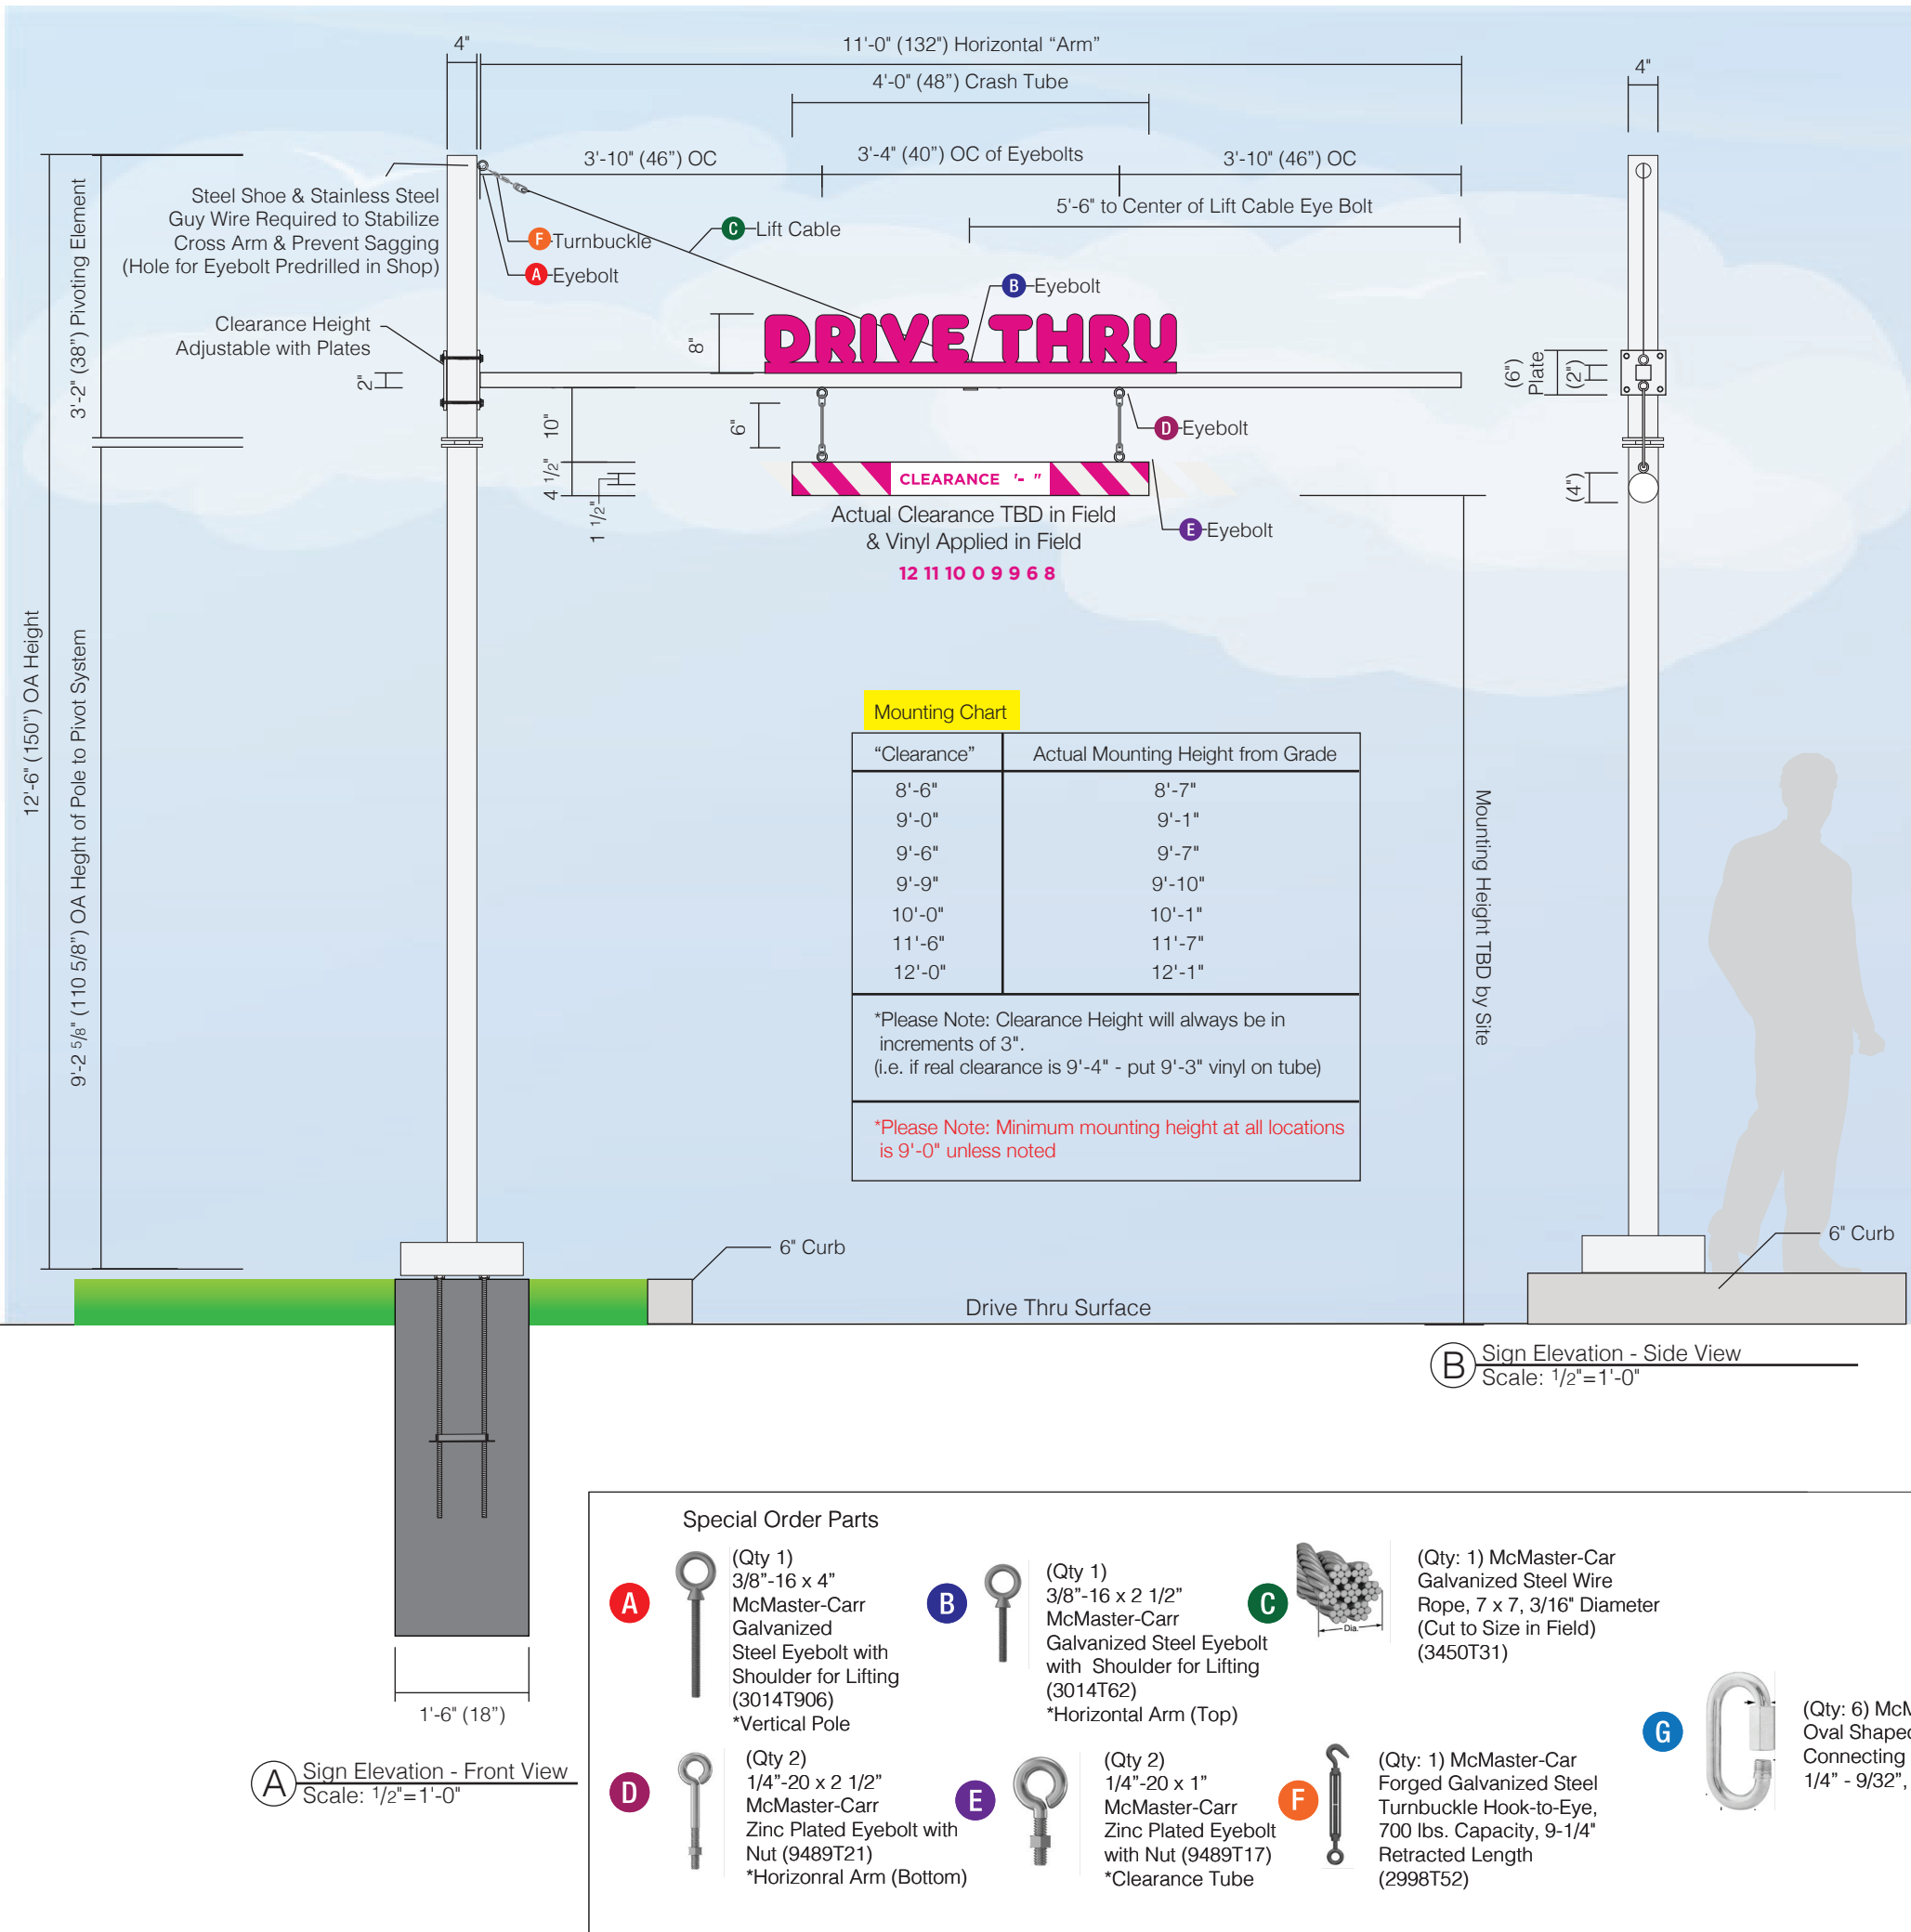 4"
11'-0" (132") Horizontal “Arm”
4'-0" (48”) Crash Tube
4"
3'-10" (46”) OC
3'-4" (40”) OC of Eyebolts
3'-10" (46”) OC
5'-6" to Center of Lift Cable Eye Bolt
Steel Shoe & Stainless Steel
Guy Wire Required to Stabilize
Cross Arm & Prevent Sagging
(Hole for Eyebolt Predrilled in Shop)
F Turnbuckle
A Eyebolt
C Lift Cable
B Eyebolt
3'-2" (38”) Pivoting Element
Clearance Height
Adjustable with Plates
8"
DRIVE THRU
2"
(6")
Plate
(2")
10"
6"
D Eyebolt
4 1/2"
1 1/2"
CLEARANCE '- "
(4")
Actual Clearance TBD in Field
& Vinyl Applied in Field
E Eyebolt
12 11 10 0 9 9 6 8
12'-6" (150”) OA Height
9'-2 5/8" (110 5/8”) OA Heght of Pole to Pivot System
Mounting Chart
“Clearance” Actual Mounting Height from Grade
8'-6" 8'-7"
9'-0" 9'-1"
9'-6" 9'-7"
9'-9" 9'-10"
10'-0" 10'-1"
11'-6" 11'-7"
12'-0" 12'-1"
*Please Note: Clearance Height will always be in
increments of 3".
(i.e. if real clearance is 9'-4" - put 9'-3" vinyl on tube)
*Please Note: Minimum mounting height at all locations
is 9'-0" unless noted
Mounting Height TBD by Site
6" Curb
6" Curb
Drive Thru Surface
B Sign Elevation - Side View
Scale: 1/2"=1'-0"
1'-6" (18”)
A Sign Elevation - Front View
Scale: 1/2"=1'-0"
Special Order Parts
A
(Qty 1)
3/8”-16 x 4”
McMaster-Carr
Galvanized
Steel Eyebolt with
Shoulder for Lifting
(3014T906)
*Vertical Pole
B
(Qty 1)
3/8”-16 x 2 1/2”
McMaster-Carr
Galvanized Steel Eyebolt
with Shoulder for Lifting
(3014T62)
*Horizontal Arm (Top)
C
Dia.
(Qty: 1) McMaster-Car
Galvanized Steel Wire
Rope, 7 x 7, 3/16" Diameter
(Cut to Size in Field)
(3450T31)
D
(Qty 2)
1/4”-20 x 2 1/2”
McMaster-Carr
Zinc Plated Eyebolt with
Nut (9489T21)
*Horizonral Arm (Bottom)
E
(Qty 2)
1/4”-20 x 1”
McMaster-Carr
Zinc Plated Eyebolt
with Nut (9489T17)
*Clearance Tube
F
(Qty: 1) McMaster-Car
Forged Galvanized Steel
Turnbuckle Hook-to-Eye,
700 lbs. Capacity, 9-1/4"
Retracted Length
(2998T52)
G
(Qty: 6)
Oval
Connecting
1/4” - 9/32”,